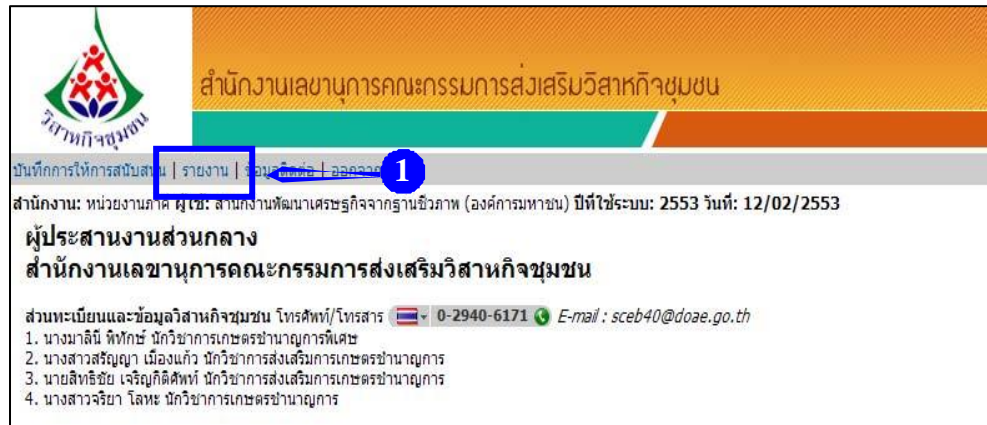 สำนักงานเลขานุการคณะกรรมการส่งเสริมวิสาหกิจชุมชน
วิสาหกิจชุมชน
บันทึกการให้การสนับสนุน | รายงาน | ข้อมูลติดต่อ |
1
สำนักงาน: หน่วยงานภาคี ผู้ใช้: สำนักงานพัฒนาเศรษฐกิจจากฐานชีวภาพ (องค์การมหาชน) ปีที่ใช้ระบบ: 2553 วันที่: 12/02/2553
ผู้ประสานงานส่วนกลาง
สำนักงานเลขานุการคณะกรรมการส่งเสริมวิสาหกิจชุมชน
ส่วนทะเบียนและข้อมูลวิสาหกิจชุมชน โทรศัพท์/โทรสาร 0-2940-6171 E-mail : sceb40@doae.go.th
1. นางมาลินี พิทักษ์ นักวิชาการเกษตรชำนาญการพิเศษ
2. นางสาวสรัญญา เมืองแก้ว นักวิชาการส่งเสริมการเกษตรชำนาญการ
3. นายสิทธิชัย เจริญกิติศัพท์ นักวิชาการส่งเสริมการเกษตรชำนาญการ
4. นางสาวจริยา โลหะ นักวิชาการเกษตรชำนาญการ